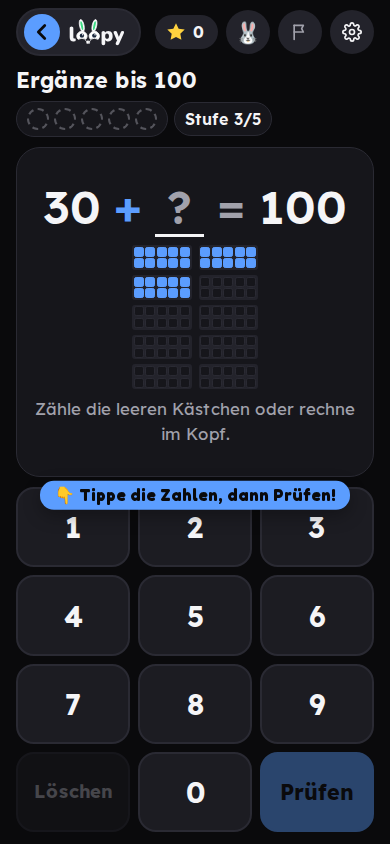 loopy
0
Ergänze bis 100
Stufe 3/5
30 + ? = 100
Zähle die leeren Kästchen oder rechne
im Kopf.
👇 Tippe die Zahlen, dann Prüfen!
1 2 3
4 5 6
7 8 9
Löschen 0 Prüfen